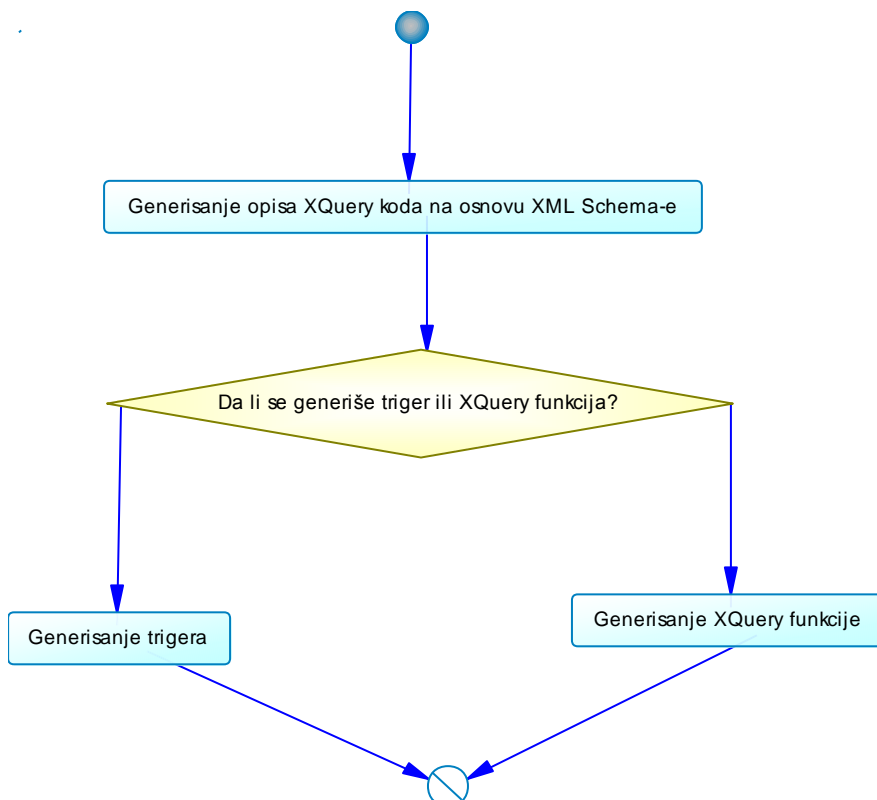 Generisanje opisa XQuery koda na osnovu XML Schema-e
Da li se generiše triger ili XQuery funkcija?
Generisanje trigera
Generisanje XQuery funkcije